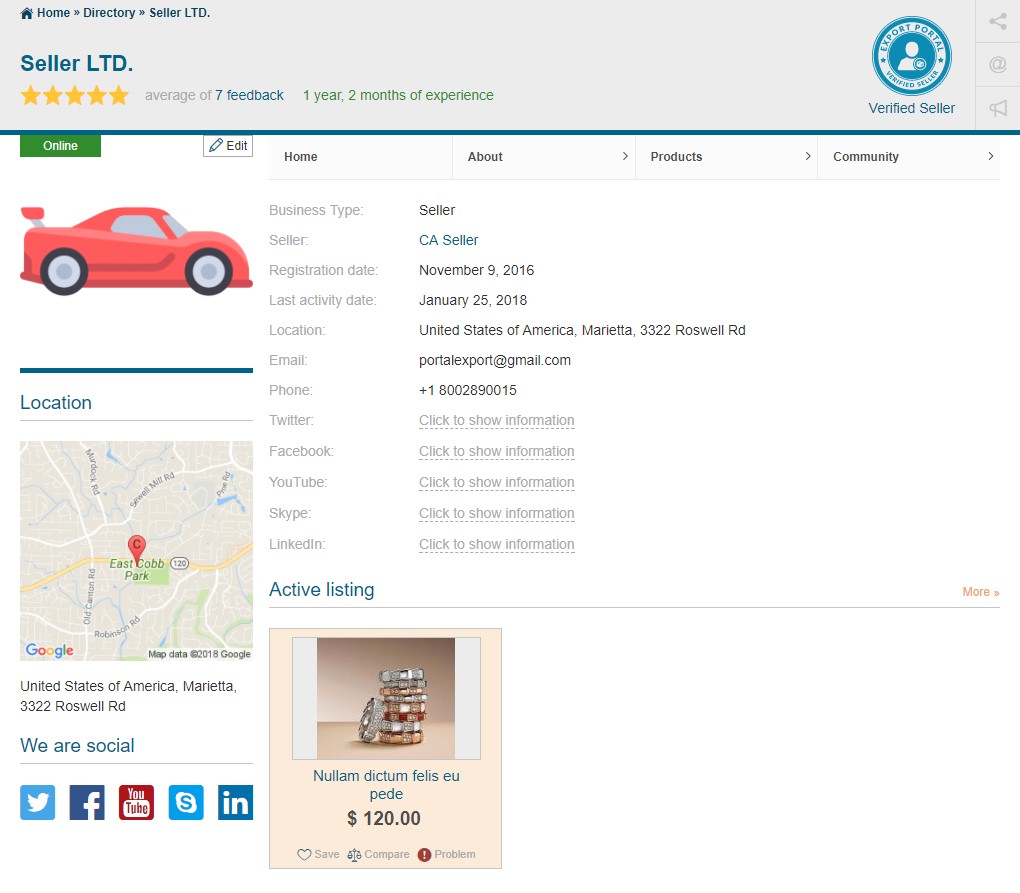 Home » Directory » Seller LTD.
Seller LTD.
average of 7 feedback 1 year, 2 months of experience
EXPORT PORTAL
VERIFIED SELLER
Verified Seller
@
Online
Edit
Home
About
Products
Community
Business Type: Seller
Seller: CA Seller
Registration date: November 9, 2016
Last activity date: January 25, 2018
Location: United States of America, Marietta, 3322 Roswell Rd
Email: portalexport@gmail.com
Phone: +1 8002890015
Twitter: Click to show information
Facebook: Click to show information
YouTube: Click to show information
Skype: Click to show information
LinkedIn: Click to show information
Location
Murdock Rd
Sewell Mill Rd
Pine Rd
C
East Cobb
Park
120
Old Canton Rd
Robinson Rd
Google
Map data ©2018 Google
United States of America, Marietta,
3322 Roswell Rd
We are social
You
Tube
in
Active listing
More »
Nullam dictum felis eu
pede
$ 120.00
Save Compare Problem